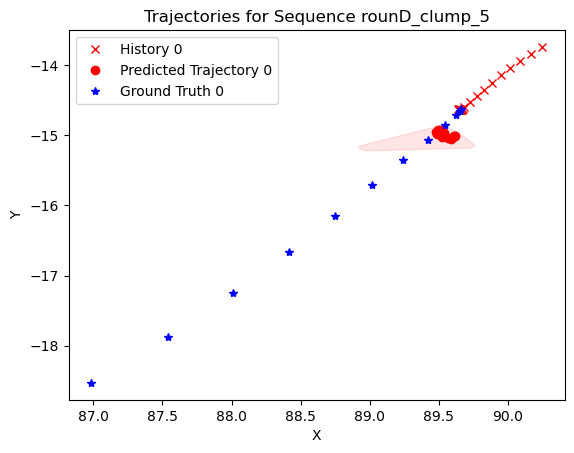 Trajectories for Sequence rounD_clump_5
History 0
Predicted Trajectory 0
Ground Truth 0
Y
−14
−15
−16
−17
−18
87.0 87.5 88.0 88.5 89.0 89.5 90.0
X